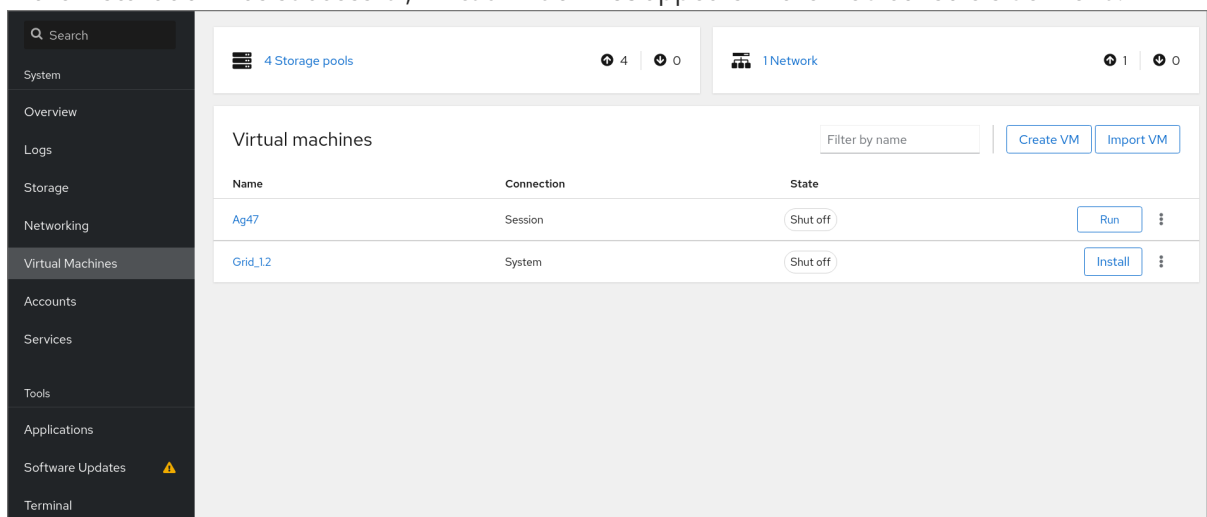 Search
System
Overview
Logs
Storage
Networking
Virtual Machines
Accounts
Services
Tools
Applications
Software Updates
Terminal
4 Storage pools 4 0
1 Network 1 0
Virtual machines Filter by name Create VM Import VM
Name Connection State
Ag47 Session Shut off Run
Grid_1.2 System Shut off Install